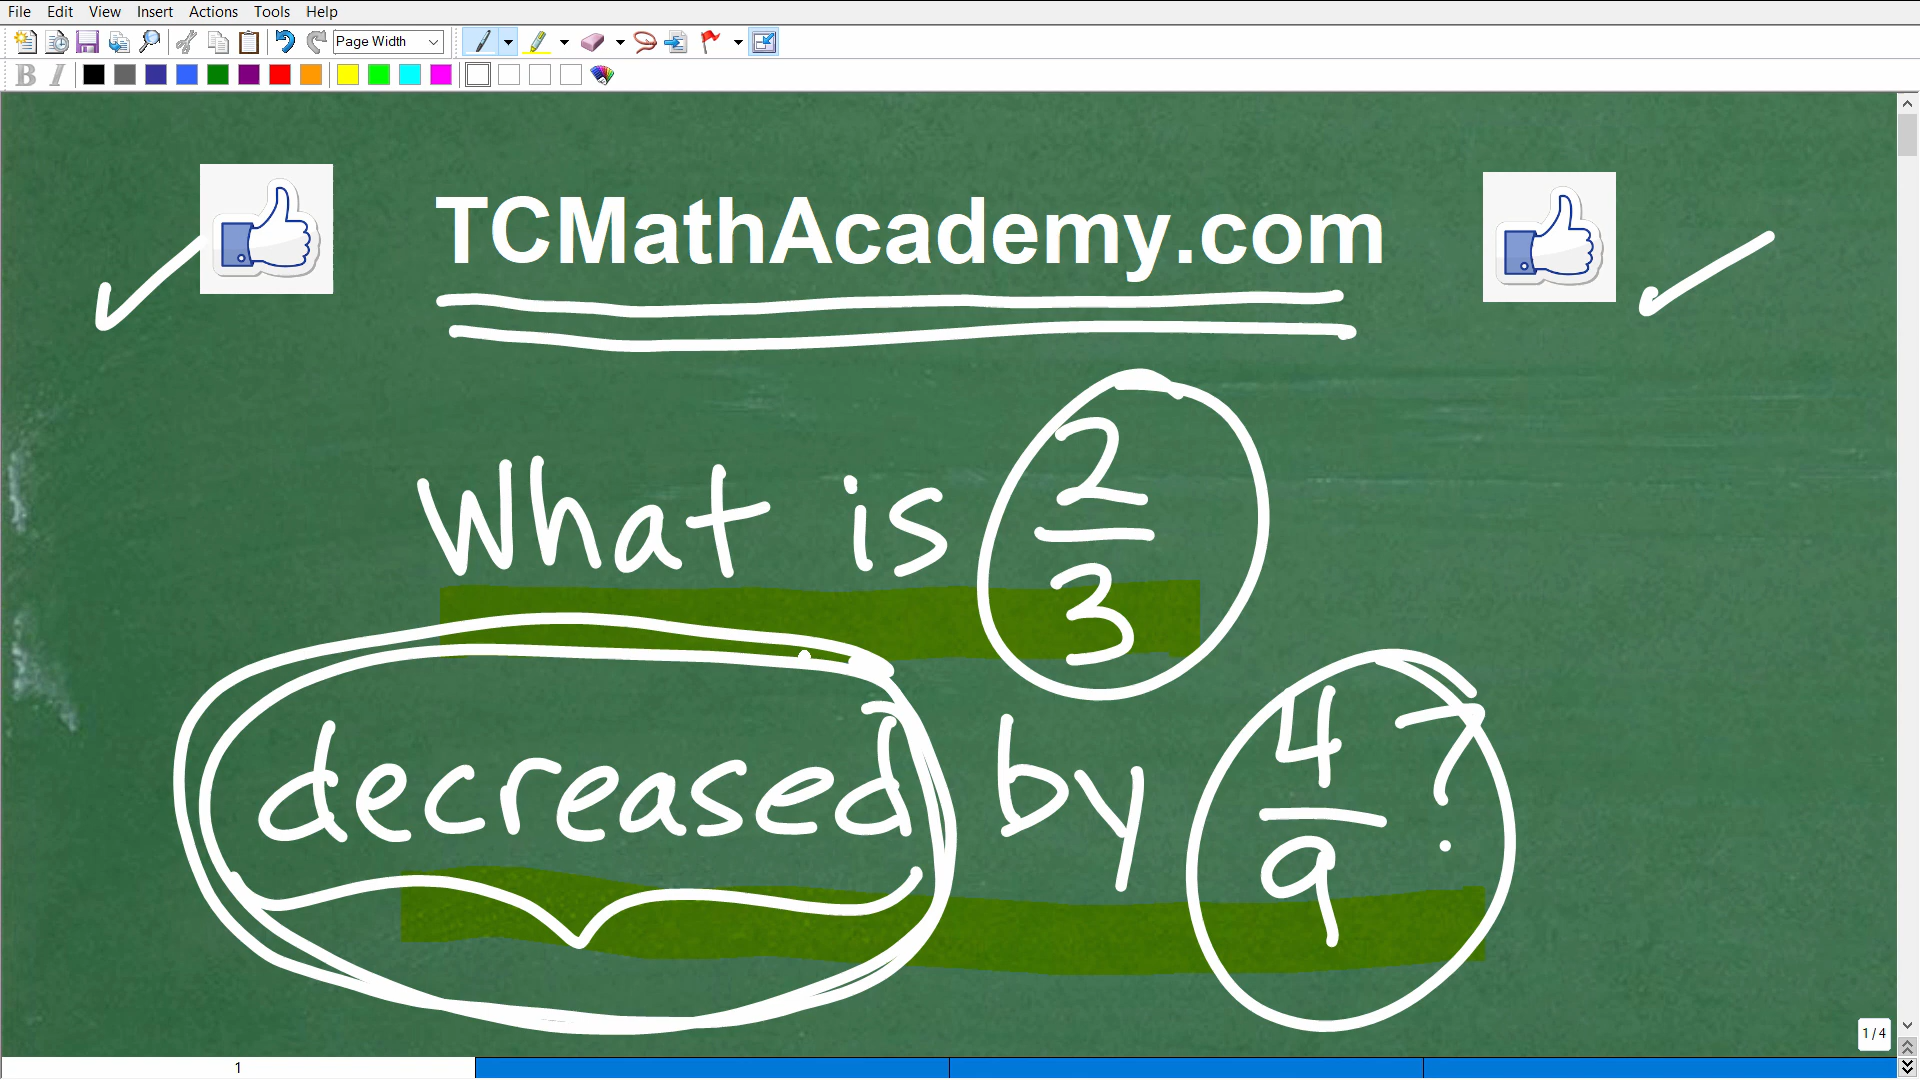 File Edit View Insert Actions Tools Help
Page Width
B I
TCMathAcademy.com
What is 2/3
decreased by 4/9?
1 / 4
1